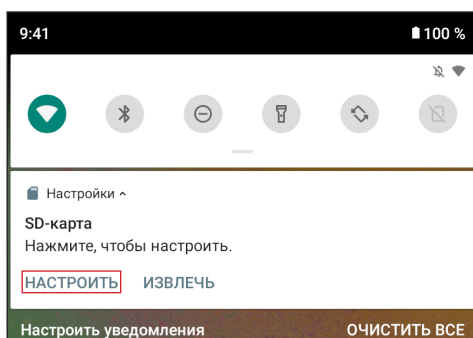 9:41 100 %
Настройки
SD-карта
Нажмите, чтобы настроить.
НАСТРОИТЬ ИЗВЛЕЧЬ
Настроить уведомления ОЧИСТИТЬ ВСЕ